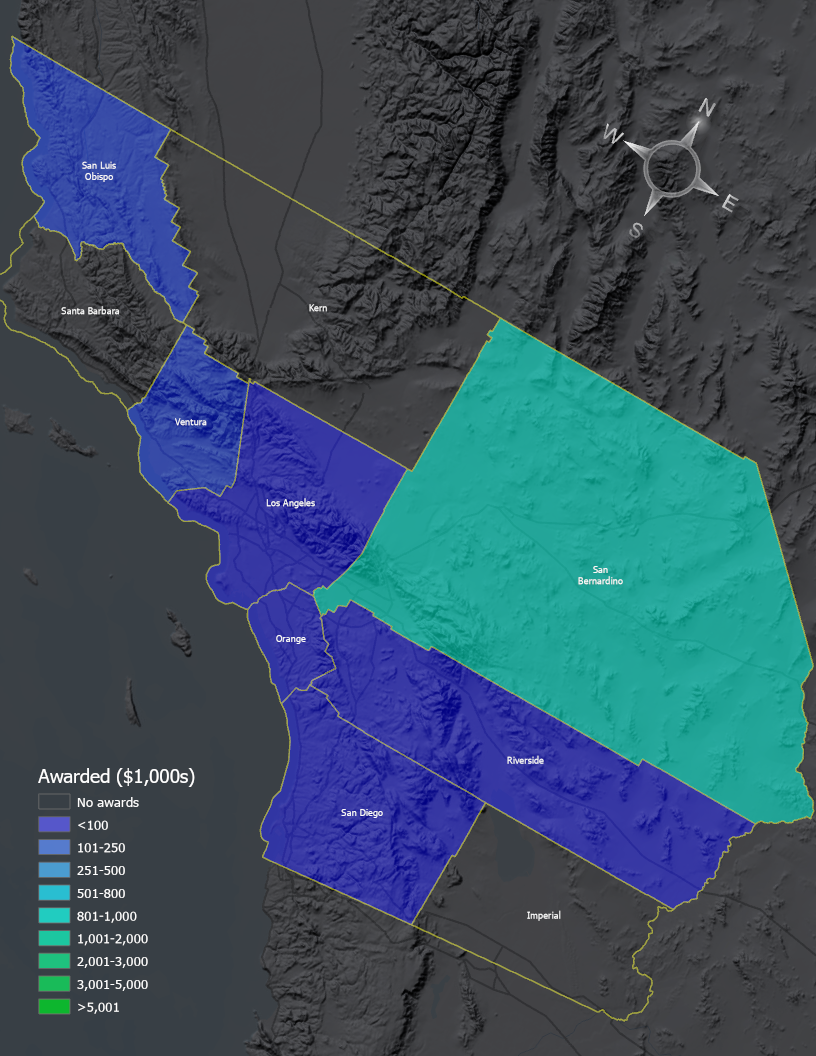 N
W
E
S
San Luis
Obispo
Santa Barbara
Kern
Ventura
Los Angeles
San
Bernardino
Orange
Riverside
San Diego
Imperial
Awarded ($1,000s)
No awards
<100
101-250
251-500
501-800
801-1,000
1,001-2,000
2,001-3,000
3,001-5,000
>5,001